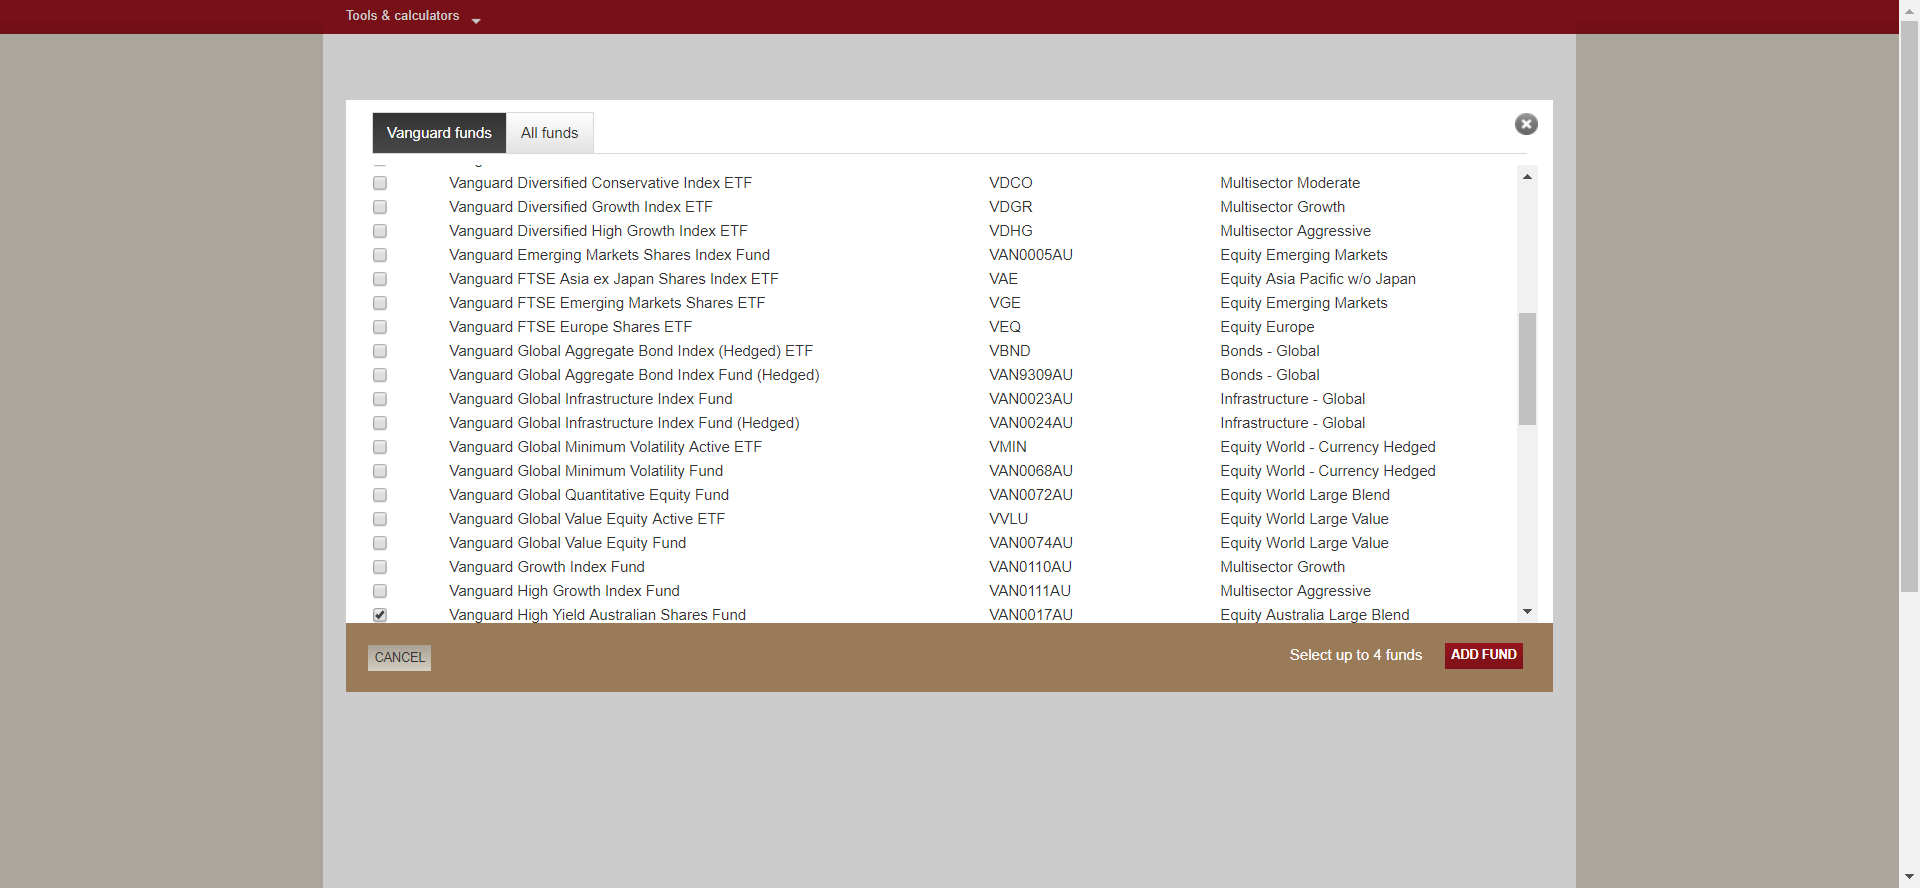 Tools & calculators
Vanguard funds All funds
Vanguard Diversified Conservative Index ETF VDCO Multisector Moderate
Vanguard Diversified Growth Index ETF VDGR Multisector Growth
Vanguard Diversified High Growth Index ETF VDHG Multisector Aggressive
Vanguard Emerging Markets Shares Index Fund VAN0005AU Equity Emerging Markets
Vanguard FTSE Asia ex Japan Shares Index ETF VAE Equity Asia Pacific w/o Japan
Vanguard FTSE Emerging Markets Shares ETF VGE Equity Emerging Markets
Vanguard FTSE Europe Shares ETF VEQ Equity Europe
Vanguard Global Aggregate Bond Index (Hedged) ETF VBND Bonds - Global
Vanguard Global Aggregate Bond Index Fund (Hedged) VAN9309AU Bonds - Global
Vanguard Global Infrastructure Index Fund VAN0023AU Infrastructure - Global
Vanguard Global Infrastructure Index Fund (Hedged) VAN0024AU Infrastructure - Global
Vanguard Global Minimum Volatility Active ETF VMIN Equity World - Currency Hedged
Vanguard Global Minimum Volatility Fund VAN0068AU Equity World - Currency Hedged
Vanguard Global Quantitative Equity Fund VAN0072AU Equity World Large Blend
Vanguard Global Value Equity Active ETF VVLU Equity World Large Value
Vanguard Global Value Equity Fund VAN0074AU Equity World Large Value
Vanguard Growth Index Fund VAN0110AU Multisector Growth
Vanguard High Growth Index Fund VAN0111AU Multisector Aggressive
Vanguard High Yield Australian Shares Fund VAN0017AU Equity Australia Large Blend
CANCEL Select up to 4 funds ADD FUND